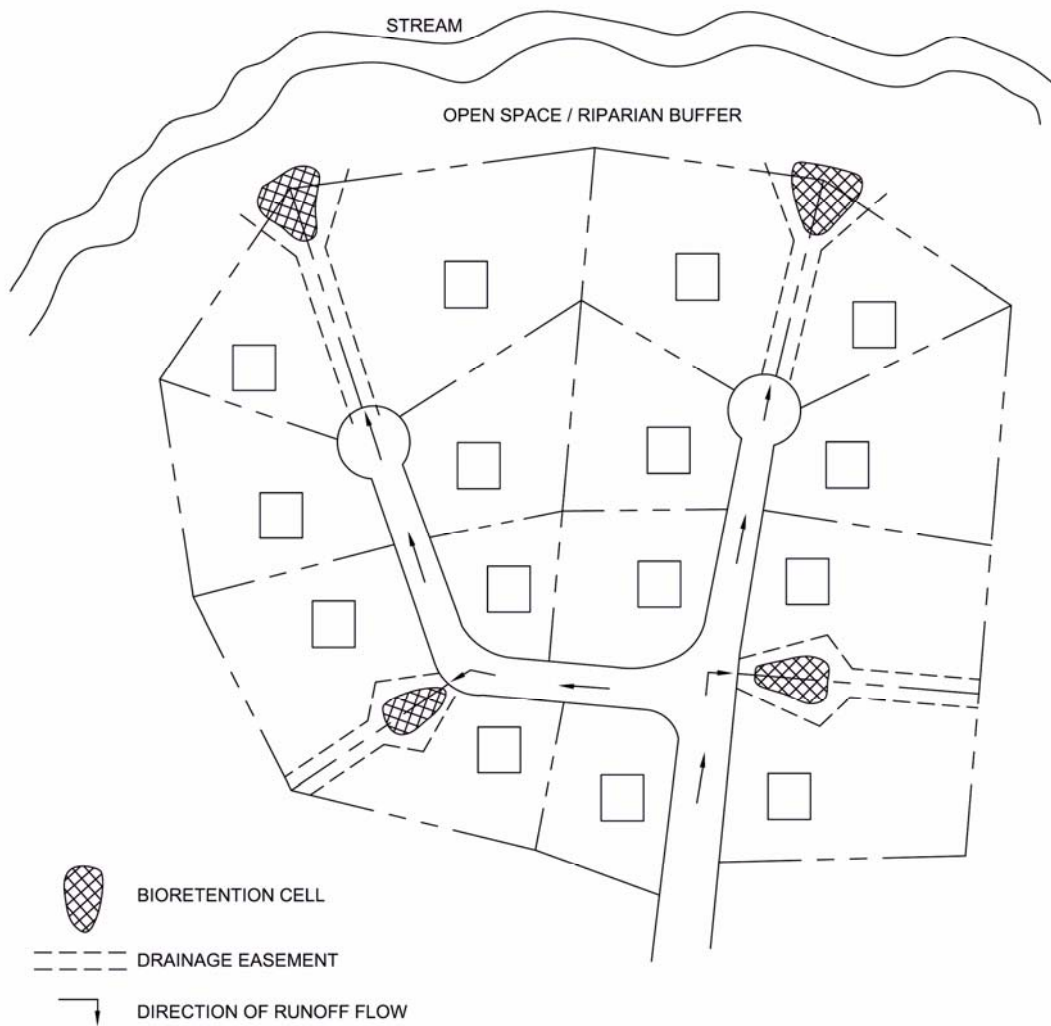 STREAM
OPEN SPACE / RIPARIAN BUFFER
BIORETENTION CELL
DRAINAGE EASEMENT
DIRECTION OF RUNOFF FLOW